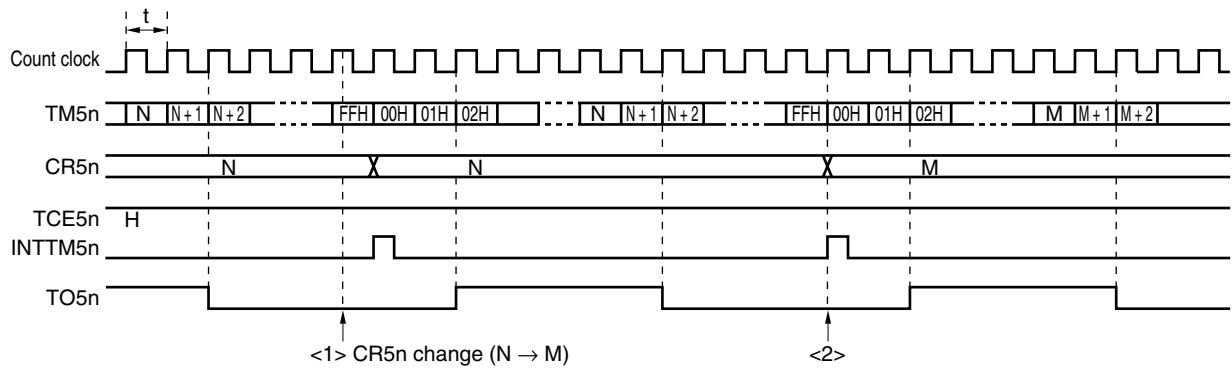 t
Count clock
TM5n N N + 1 N + 2 FFH 00H 01H 02H N N + 1 N + 2 FFH 00H 01H 02H M M + 1 M + 2
CR5n N N M
TCE5n H
INTTM5n
TO5n
<1> CR5n change (N → M) <2>